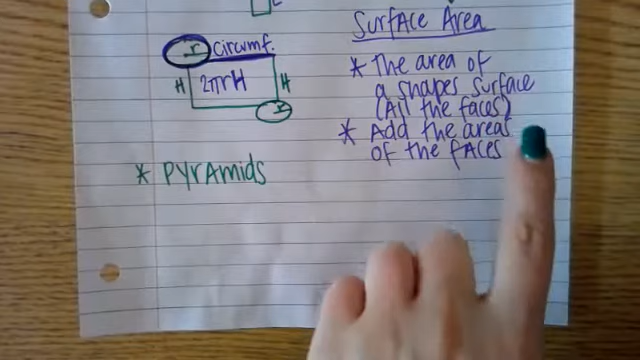 Surface Area
r circumf.
H 2πrH H
r
* The area of
a shapes surface
(All the faces)
* Add the areas
of the faces
* Pyramids